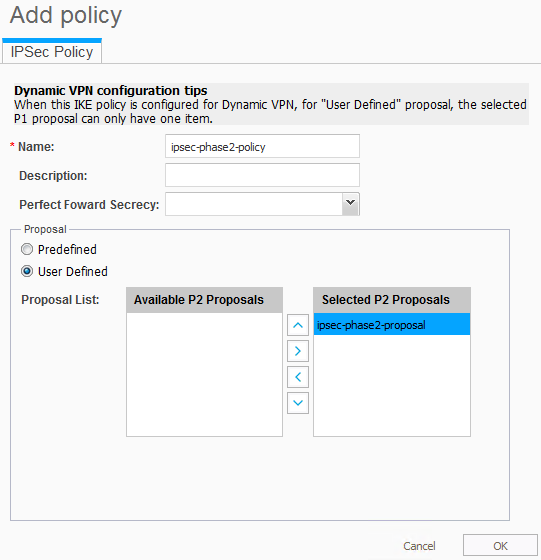 Add policy
IPSec Policy
Dynamic VPN configuration tips
When this IKE policy is configured for Dynamic VPN, for "User Defined" proposal, the selected
P1 proposal can only have one item.
* Name: ipsec-phase2-policy
Description:
Perfect Foward Secrecy:
Proposal
Predefined
User Defined
Proposal List: Available P2 Proposals Selected P2 Proposals
ipsec-phase2-proposal
Cancel OK